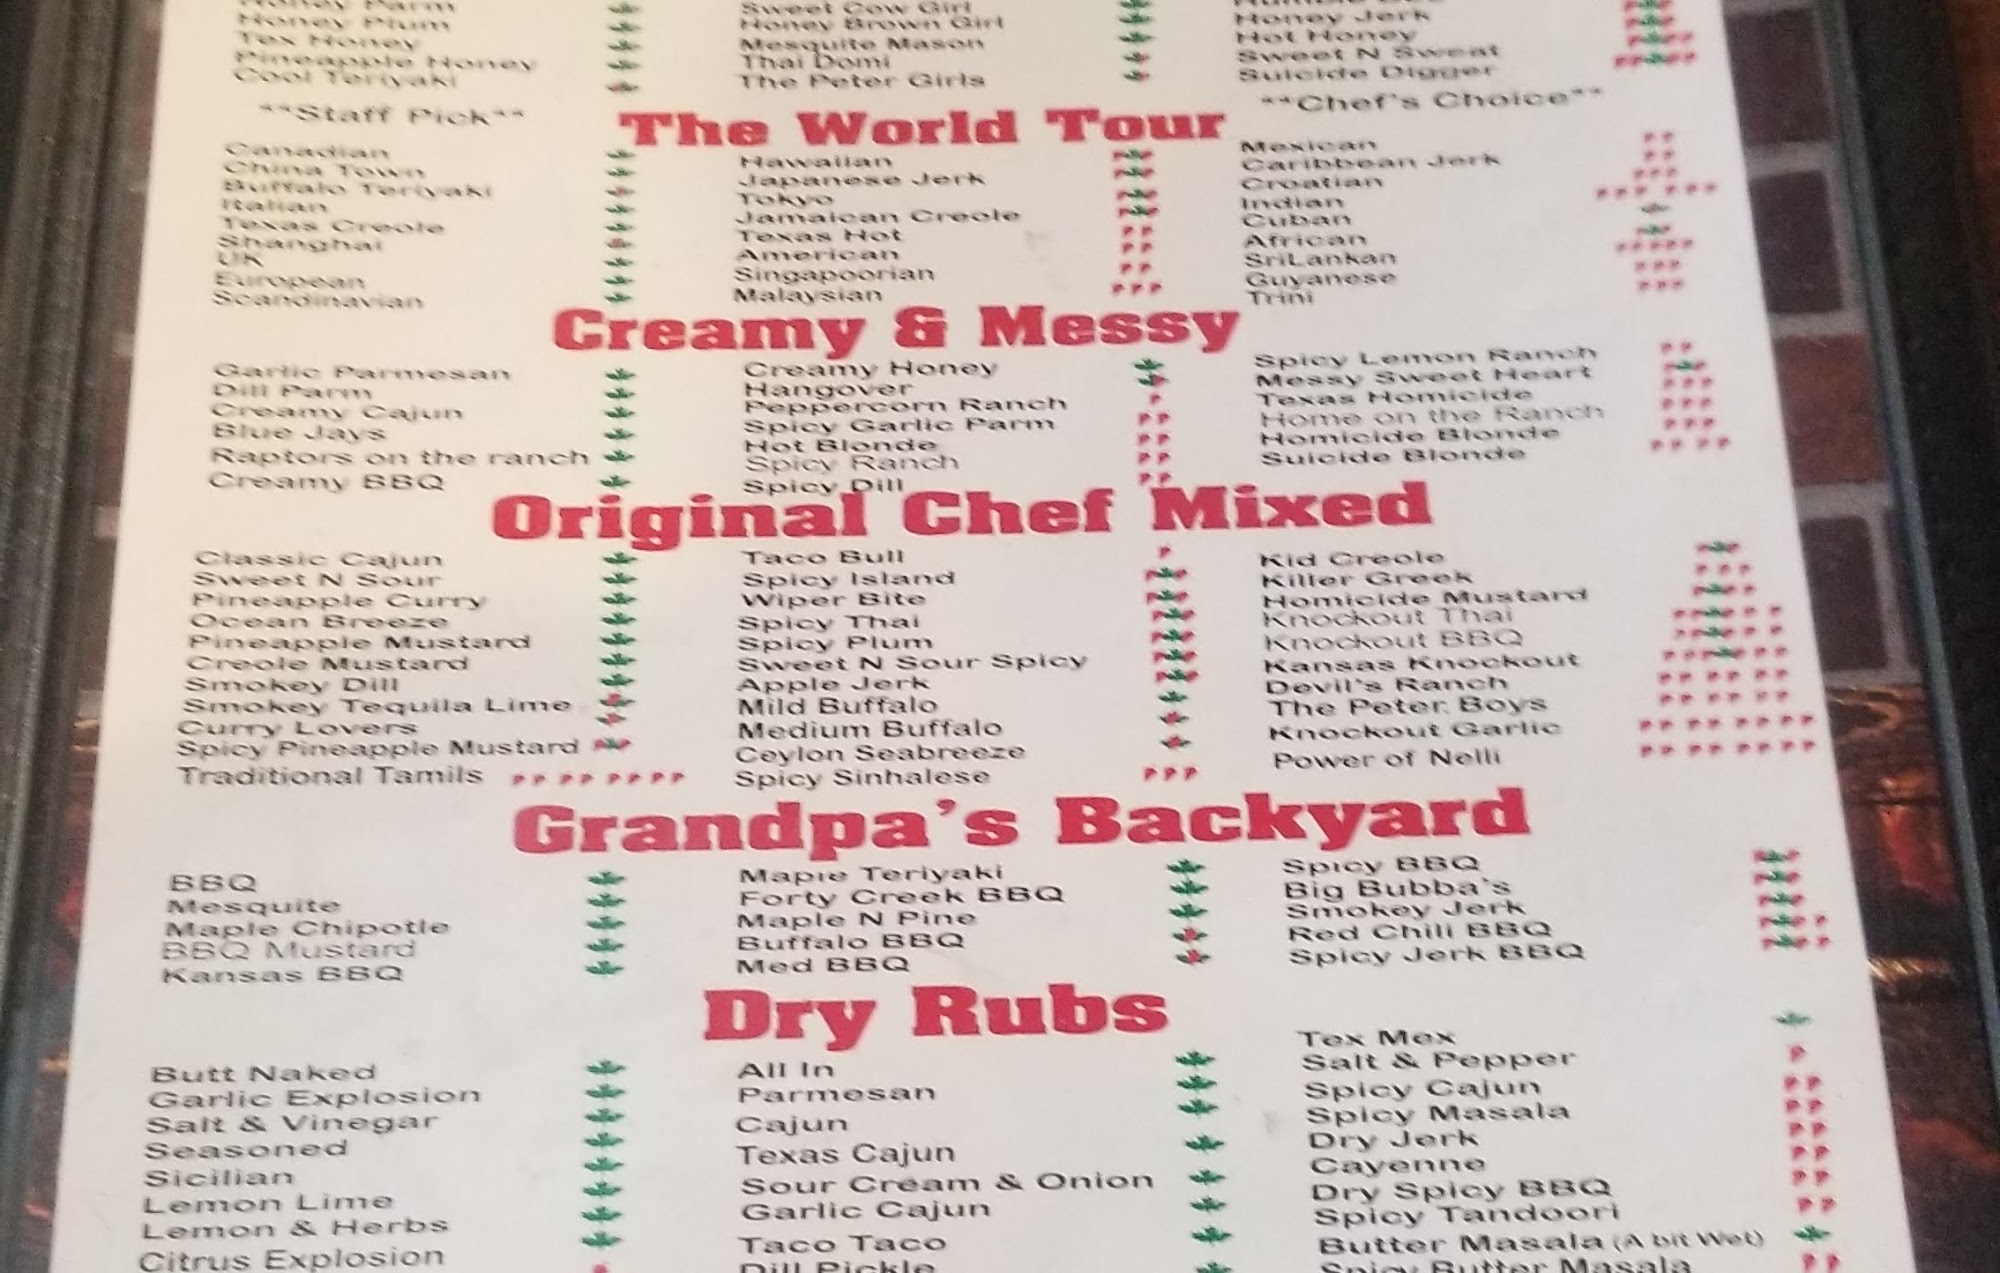 Honey Parm
Honey Plum
Tex Honey
Pineapple Honey
Cool Teriyaki
Sweet Cow Girl
Honey Brown Girl
Mesquite Mason
Thai Domi
The Peter Girls
Honey Jerk
Hot Honey
Sweet N Sweat
Suicide Digger
**Staff Pick**
The World Tour
**Chef's Choice**
Canadian
China Town
Buffalo Teriyaki
Italian
Texas Creole
Shanghai
UK
European
Scandinavian
Hawaiian
Japanese Jerk
Tokyo
Jamaican Creole
Texas Hot
American
Singapoorian
Malaysian
Mexican
Caribbean Jerk
Croatian
Indian
Cuban
African
SriLankan
Guyanese
Trini
Creamy & Messy
Garlic Parmesan
Dill Parm
Creamy Cajun
Blue Jays
Raptors on the ranch
Creamy BBQ
Creamy Honey
Hangover
Peppercorn Ranch
Spicy Garlic Parm
Hot Blonde
Spicy Ranch
Spicy Dill
Spicy Lemon Ranch
Messy Sweet Heart
Texas Homicide
Home on the Ranch
Homicide Blonde
Suicide Blonde
Original Chef Mixed
Classic Cajun
Sweet N Sour
Pineapple Curry
Ocean Breeze
Pineapple Mustard
Creole Mustard
Smokey Dill
Smokey Tequila Lime
Curry Lovers
Spicy Pineapple Mustard
Traditional Tamils
Taco Bull
Spicy Island
Wiper Bite
Spicy Thai
Spicy Plum
Sweet N Sour Spicy
Apple Jerk
Mild Buffalo
Medium Buffalo
Ceylon Seabreeze
Spicy Sinhalese
Kid Creole
Killer Greek
Homicide Mustard
Knockout Thai
Knockout BBQ
Kansas Knockout
Devil's Ranch
The Peter. Boys
Knockout Garlic
Power of Nelli
Grandpa's Backyard
BBQ
Mesquite
Maple Chipotle
BBQ Mustard
Kansas BBQ
Maple Teriyaki
Forty Creek BBQ
Maple N Pine
Buffalo BBQ
Med BBQ
Spicy BBQ
Big Bubba's
Smokey Jerk
Red Chili BBQ
Spicy Jerk BBQ
Dry Rubs
Butt Naked
Garlic Explosion
Salt & Vinegar
Seasoned
Sicilian
Lemon Lime
Lemon & Herbs
Citrus Explosion
All In
Parmesan
Cajun
Texas Cajun
Sour Cream & Onion
Garlic Cajun
Taco Taco
Dill Pickle
Tex Mex
Salt & Pepper
Spicy Cajun
Spicy Masala
Dry Jerk
Cayenne
Dry Spicy BBQ
Spicy Tandoori
Butter Masala (A bit Wet)
Spicy Butter Masala